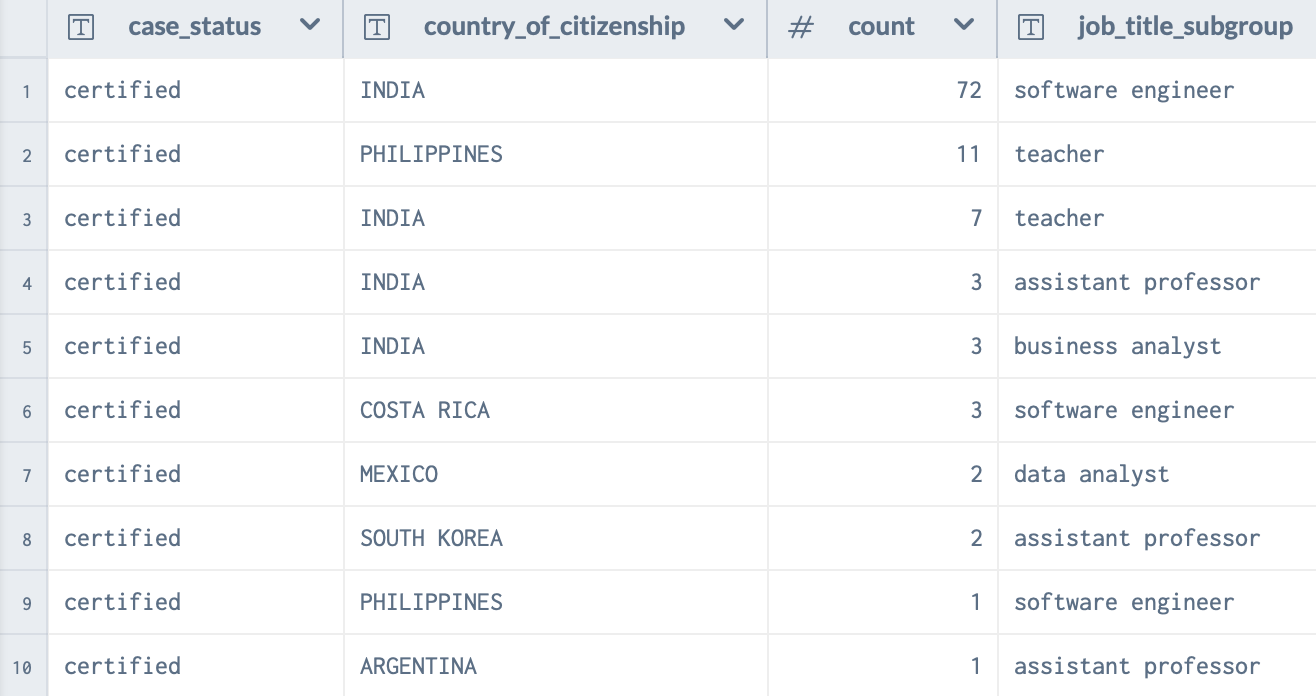 case_status country_of_citizenship # count job_title_subgroup
1 certified INDIA 72 software engineer
2 certified PHILIPPINES 11 teacher
3 certified INDIA 7 teacher
4 certified INDIA 3 assistant professor
5 certified INDIA 3 business analyst
6 certified COSTA RICA 3 software engineer
7 certified MEXICO 2 data analyst
8 certified SOUTH KOREA 2 assistant professor
9 certified PHILIPPINES 1 software engineer
10 certified ARGENTINA 1 assistant professor